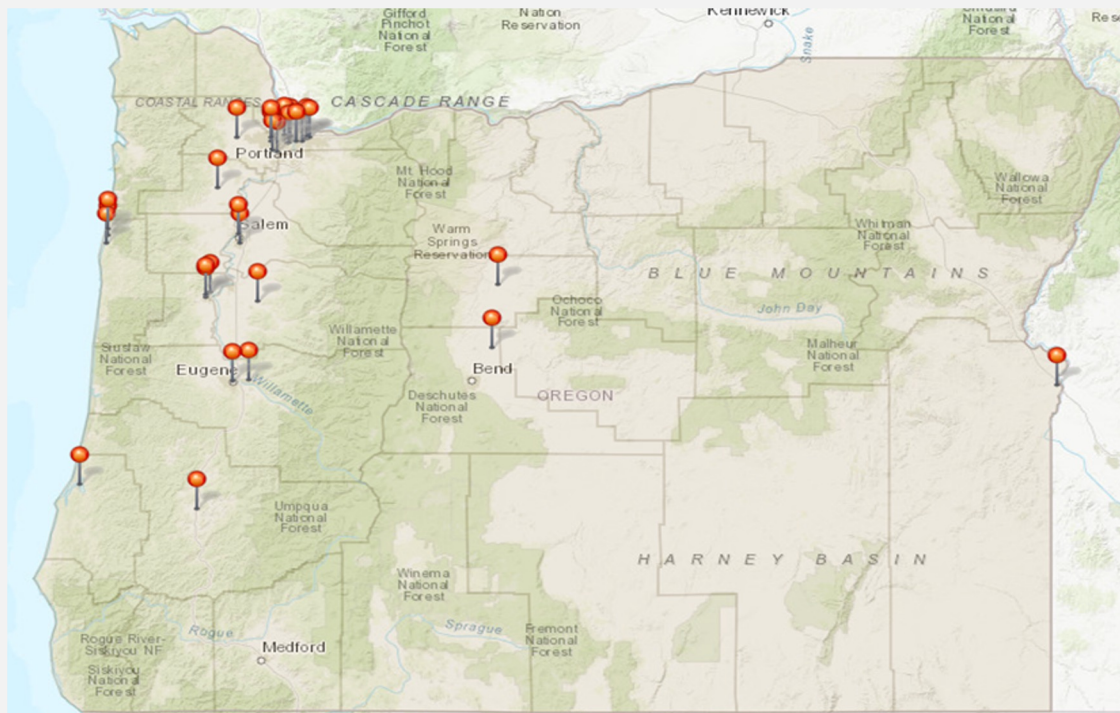 Gifford
Pinchot
National
Forest
Nation
Reservation
Kennewick
Snake
National
Forest
COASTAL RANGES
CASCADE RANGE
Portland
Mt. Hood
National
Forest
Wallowa
National
Forest
Salem
Warm
Springs
Reservation
Whitman
National
Forest
BLUE MOUNTAINS
Ochoco
National
Forest
John Day
Siuslaw
National
Forest
Willamette
National
Forest
Malheur
National
Forest
Eugene
Willamette
Bend
Deschutes
National
Forest
OREGON
Umpqua
National
Forest
HARNEY BASIN
Winema
National
Forest
Rogue
Sprague
Fremont
National
Forest
Rogue River-
Siskiyou NF
Medford
Siskiyou
National
Forest